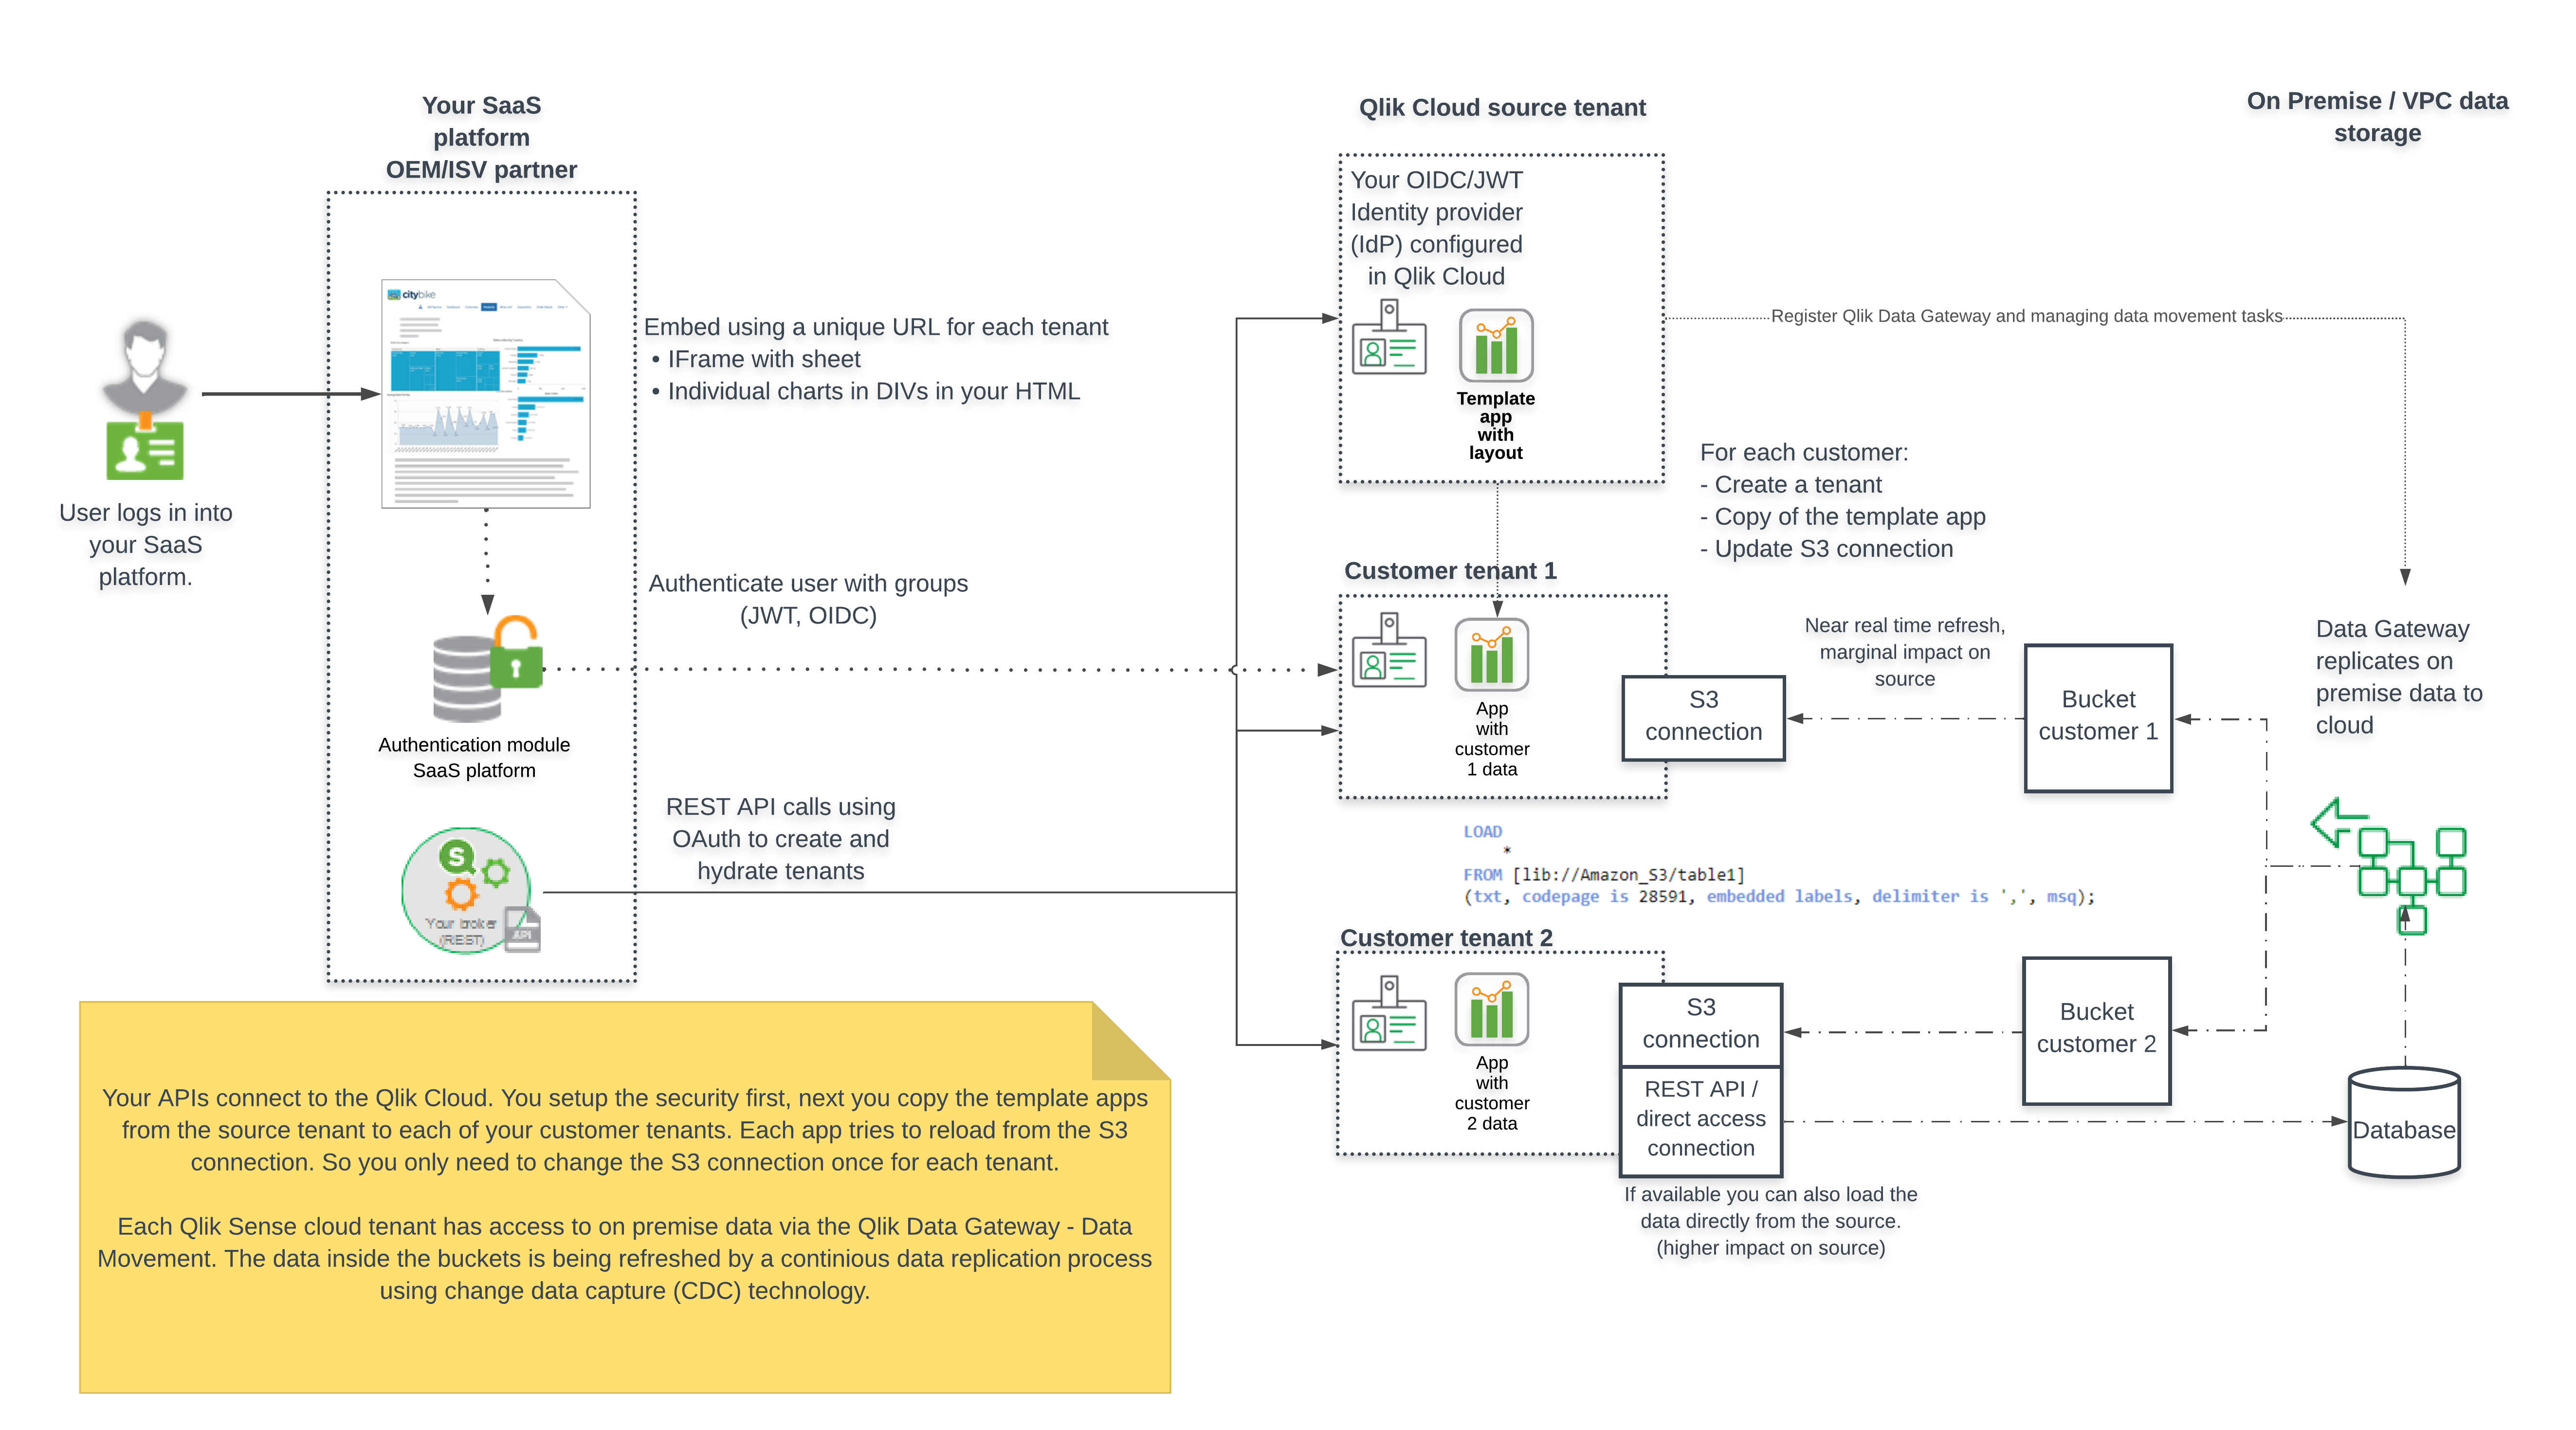 Your SaaS
platform
OEM/ISV partner
Qlik Cloud source tenant
On Premise / VPC data
storage
Your OIDC/JWT
Identity provider
(IdP) configured
in Qlik Cloud
Template
app
with
layout
citybike
Embed using a unique URL for each tenant
• IFrame with sheet
• Individual charts in DIVs in your HTML
Register Qlik Data Gateway and managing data movement tasks
User logs in into
your SaaS
platform.
For each customer:
- Create a tenant
- Copy of the template app
- Update S3 connection
Authenticate user with groups
(JWT, OIDC)
Customer tenant 1
App
with
customer
1 data
S3
connection
Near real time refresh,
marginal impact on
source
Bucket
customer 1
Data Gateway
replicates on
premise data to
cloud
Authentication module
SaaS platform
REST API calls using
OAuth to create and
hydrate tenants
Your broker
(REST)
LOAD
*
FROM [lib://Amazon_S3/table1]
(txt, codepage is 28591, embedded labels, delimiter is ',', msq);
Customer tenant 2
App
with
customer
2 data
S3
connection
REST API /
direct access
connection
Bucket
customer 2
Database
If available you can also load the
data directly from the source.
(higher impact on source)
Your APIs connect to the Qlik Cloud. You setup the security first, next you copy the template apps
from the source tenant to each of your customer tenants. Each app tries to reload from the S3
connection. So you only need to change the S3 connection once for each tenant.
Each Qlik Sense cloud tenant has access to on premise data via the Qlik Data Gateway - Data
Movement. The data inside the buckets is being refreshed by a continious data replication process
using change data capture (CDC) technology.